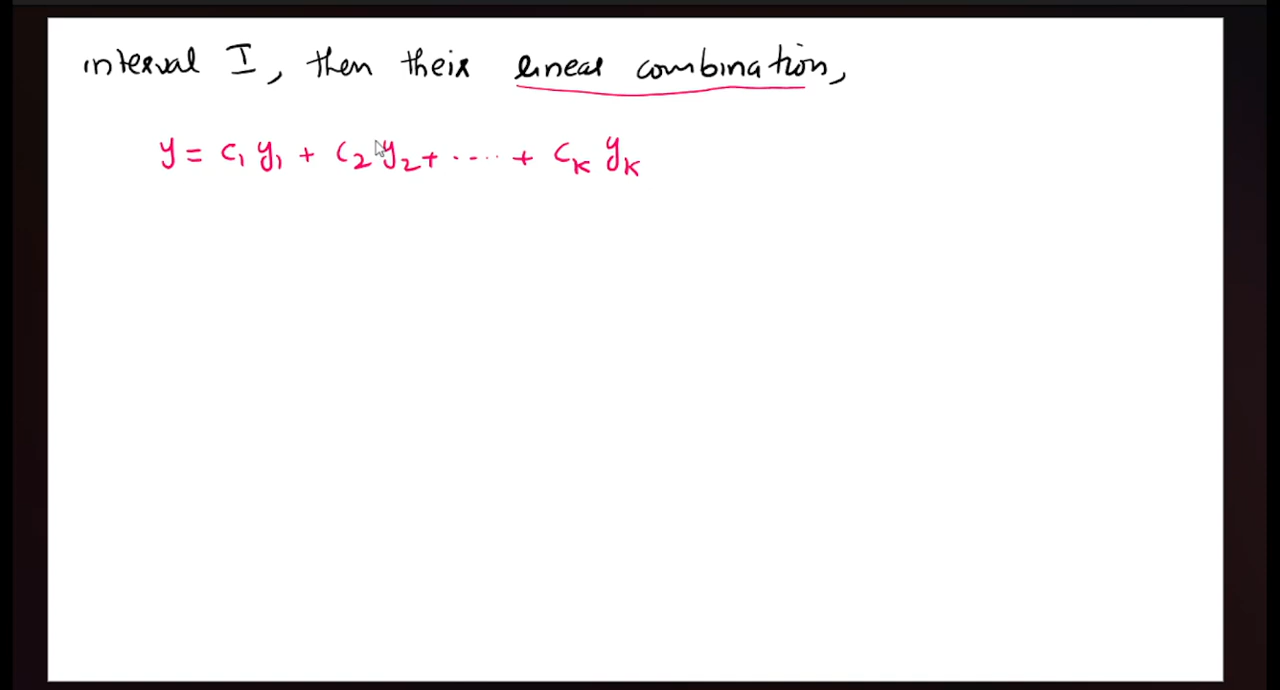 interval I, then their linear combination,
y = c₁ y₁ + c₂ y₂ + ..... + cₖ yₖ